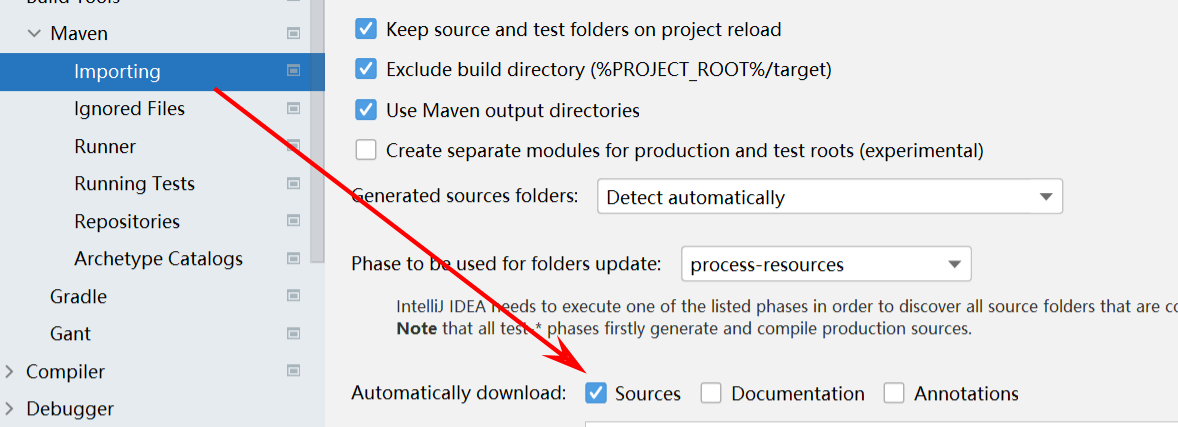 Build Tools
Maven
Importing
Ignored Files
Runner
Running Tests
Repositories
Archetype Catalogs
Gradle
Gant
Compiler
Debugger
Keep source and test folders on project reload
Exclude build directory (%PROJECT_ROOT%/target)
Use Maven output directories
Create separate modules for production and test roots (experimental)
Generated sources folders: Detect automatically
Phase to be used for folders update: process-resources
IntelliJ IDEA needs to execute one of the listed phases in order to discover all source folders that are co
Note that all test-* phases firstly generate and compile production sources.
Automatically download: Sources Documentation Annotations